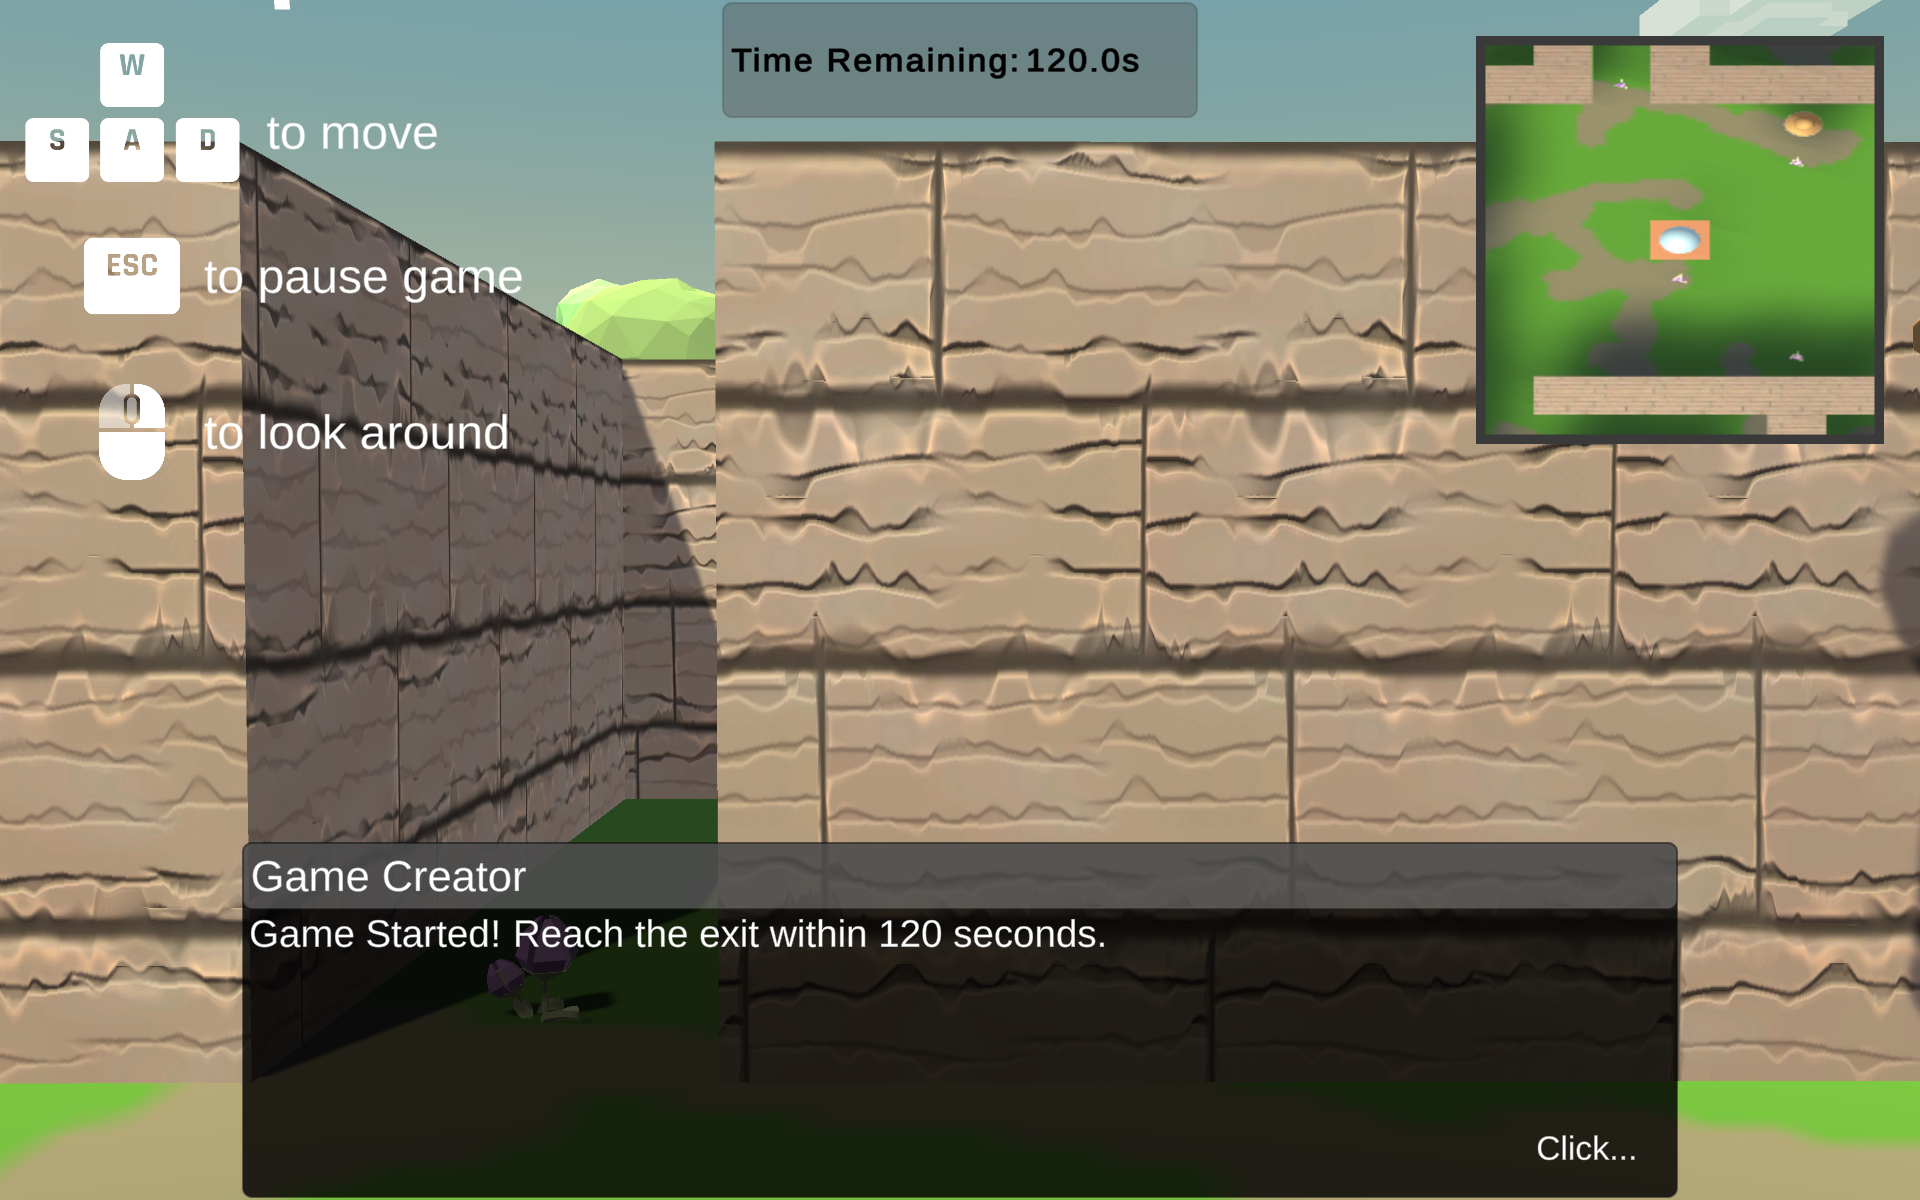 Time Remaining: 120.0s
W
S A D to move
ESC to pause game
to look around
Game Creator
Game Started! Reach the exit within 120 seconds.
Click...